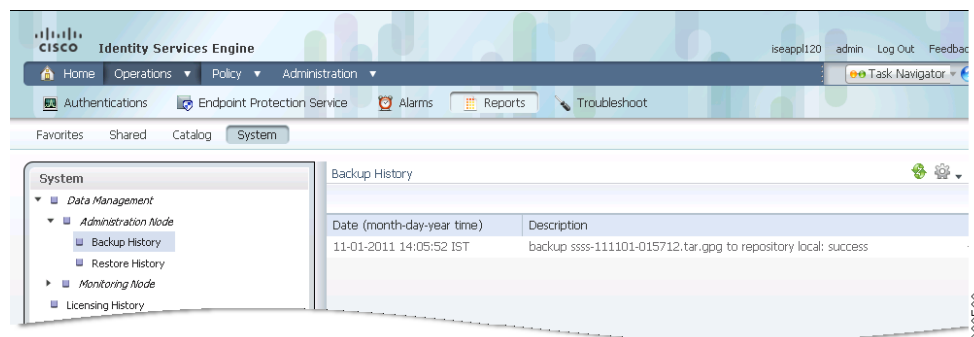 CISCO Identity Services Engine
iseappl120 admin Log Out Feedbac
Home Operations Policy Administration
Task Navigator
Authentications Endpoint Protection Service Alarms Reports Troubleshoot
Favorites Shared Catalog System
System
Data Management
Administration Node
Backup History
Restore History
Monitoring Node
Licensing History
Backup History
Date (month-day-year time) Description
11-01-2011 14:05:52 IST backup ssss-111101-015712.tar.gpg to repository local: success